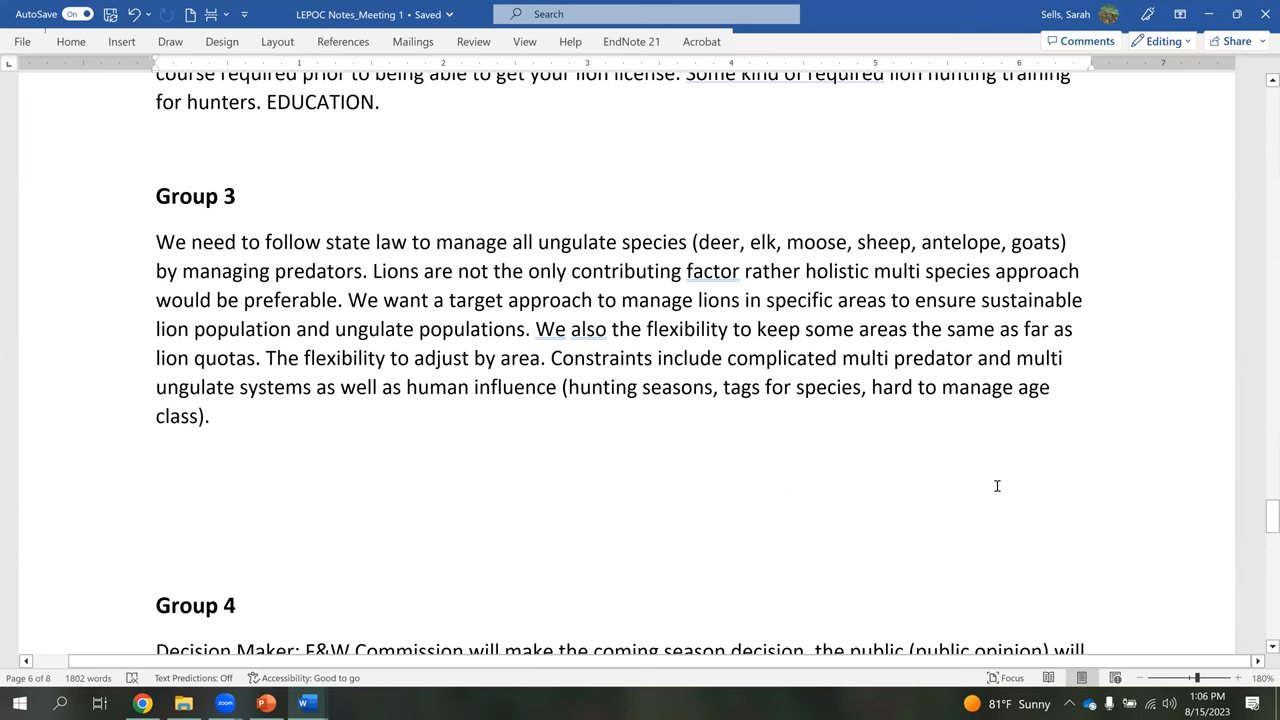 AutoSave On LEPOC Notes_Meeting 1 • Saved Search Sells, Sarah
File Home Insert Draw Design Layout References Mailings Review View Help EndNote 21 Acrobat Comments Editing Share
1 2 3 4 5 6 7
course required prior to being able to get your lion license. Some kind of required lion hunting training
for hunters. EDUCATION.
Group 3
We need to follow state law to manage all ungulate species (deer, elk, moose, sheep, antelope, goats)
by managing predators. Lions are not the only contributing factor rather holistic multi species approach
would be preferable. We want a target approach to manage lions in specific areas to ensure sustainable
lion population and ungulate populations. We also the flexibility to keep some areas the same as far as
lion quotas. The flexibility to adjust by area. Constraints include complicated multi predator and multi
ungulate systems as well as human influence (hunting seasons, tags for species, hard to manage age
class).
Group 4
Decision Maker: F&W Commission will make the coming season decision, the public (public opinion) will
Page 6 of 8 1802 words Text Predictions: Off Accessibility: Good to go Focus 180%
zoom 81°F Sunny 1:06 PM
8/15/2023